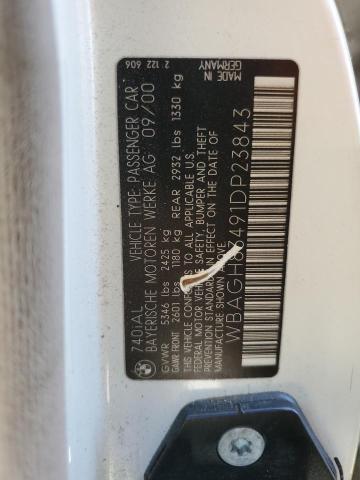 740iAL VEHICLE TYPE: PASSENGER CAR 2 122 606
BAYERISCHE MOTOREN WERKE AG 09/00
GVWR 5346 lbs 2425 kg
GAWR FRONT 2601 lbs 1180 kg REAR 2932 lbs 1330 kg
THIS VEHICLE CONFORMS TO ALL APPLICABLE U.S.
FEDERAL MOTOR VEHICLE SAFETY, BUMPER AND THEFT
PREVENTION STANDARDS IN EFFECT ON THE DATE OF
MANUFACTURE SHOWN ABOVE
MADE IN
GERMANY